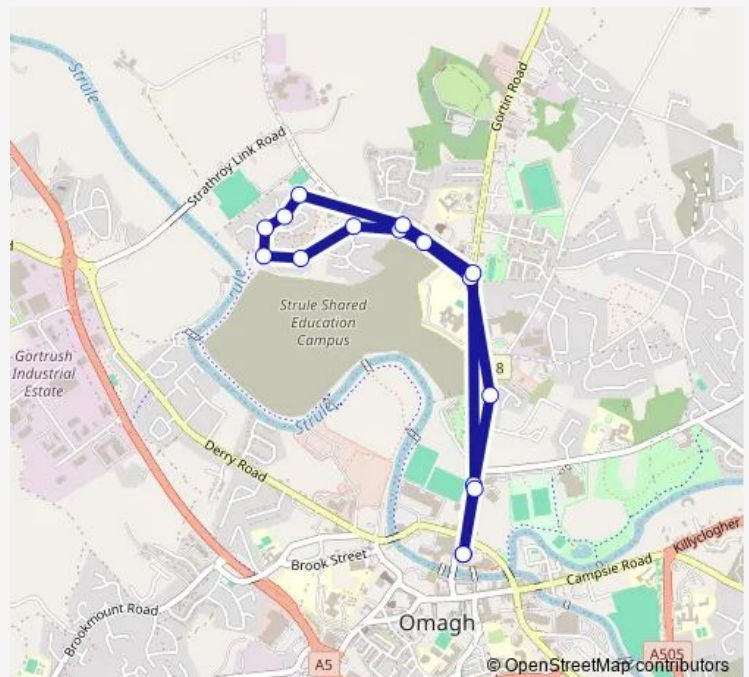 Strule
Gortin Road
Strathroy Link Road
Strule Shared
Education
Campus
Gortrush
Industrial
Estate
8
Strule
Derry Road
Killyclogher
Brook Street
Campsie Road
Brookmount Road
Omagh
A5
A505
© OpenStreetMap contributors